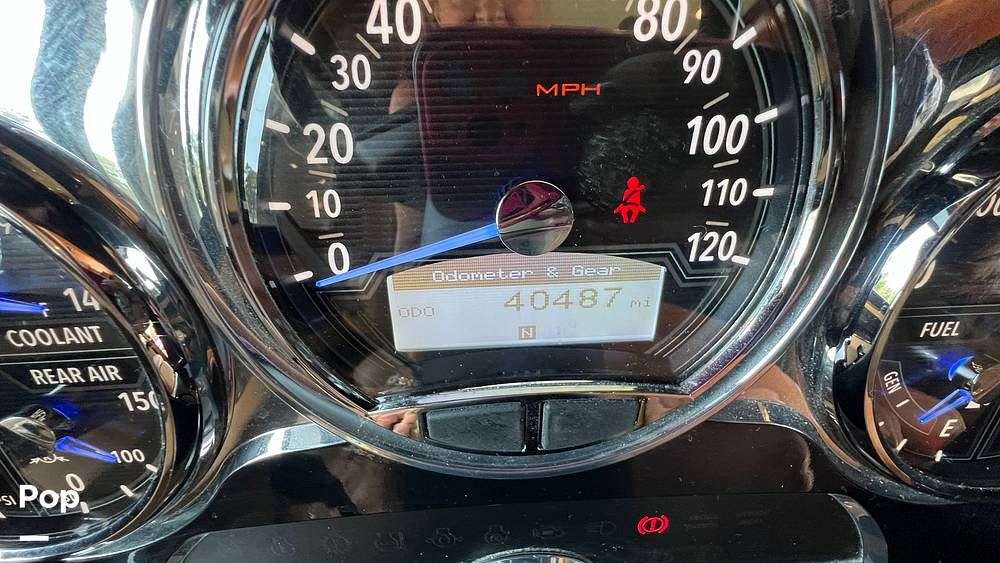 40
80
30
90
MPH
20
100
10
110
0
120
Odometer & Gear
ODO 40487 mi
N
14
COOLANT
REAR AIR
150
100
0
PSI
FUEL
GEN
E
Pop